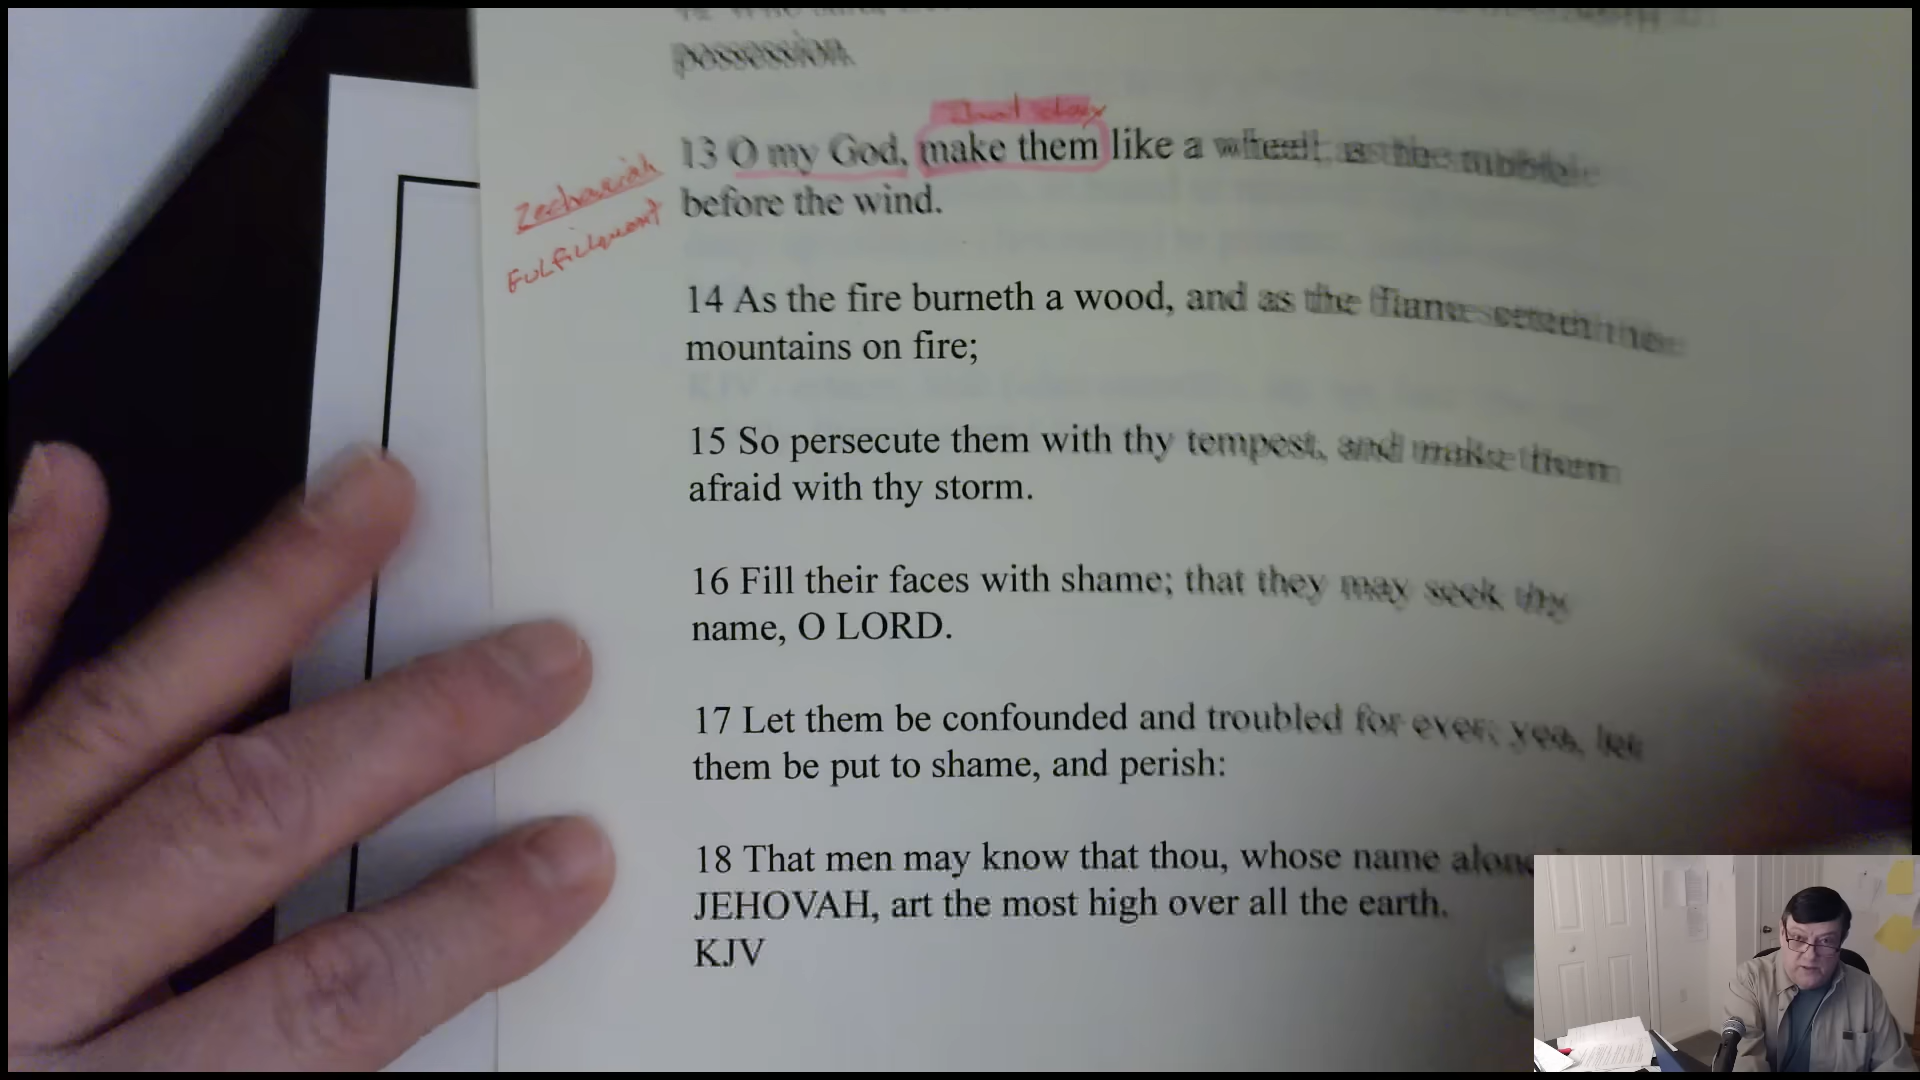 possession.
that day
13 O my God, make them like a wheel; as the stubble
Zechariah
before the wind.
Fulfillment
14 As the fire burneth a wood, and as the flame setteth the
mountains on fire;
15 So persecute them with thy tempest, and make them
afraid with thy storm.
16 Fill their faces with shame; that they may seek thy
name, O LORD.
17 Let them be confounded and troubled for ever; yea, let
them be put to shame, and perish:
18 That men may know that thou, whose name alone
JEHOVAH, art the most high over all the earth.
KJV